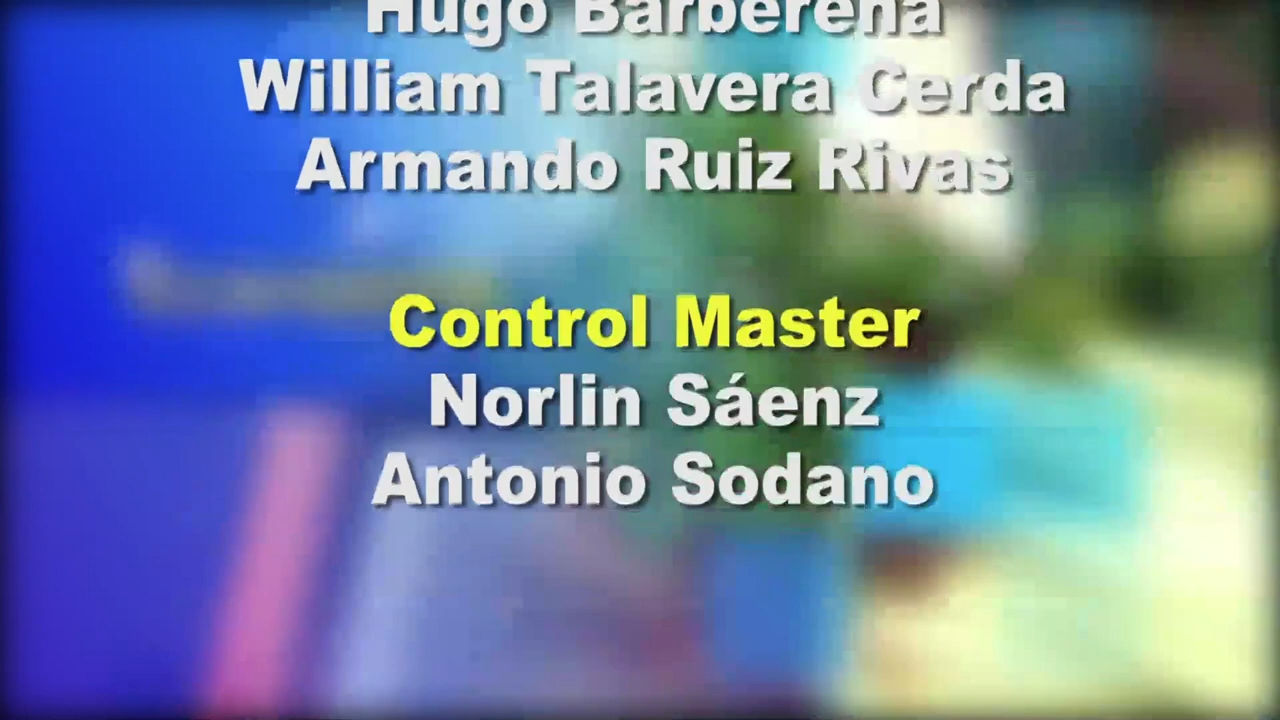 Hugo Barberena
William Talavera Cerda
Armando Ruiz Rivas
Control Master
Norlin Sáenz
Antonio Sodano